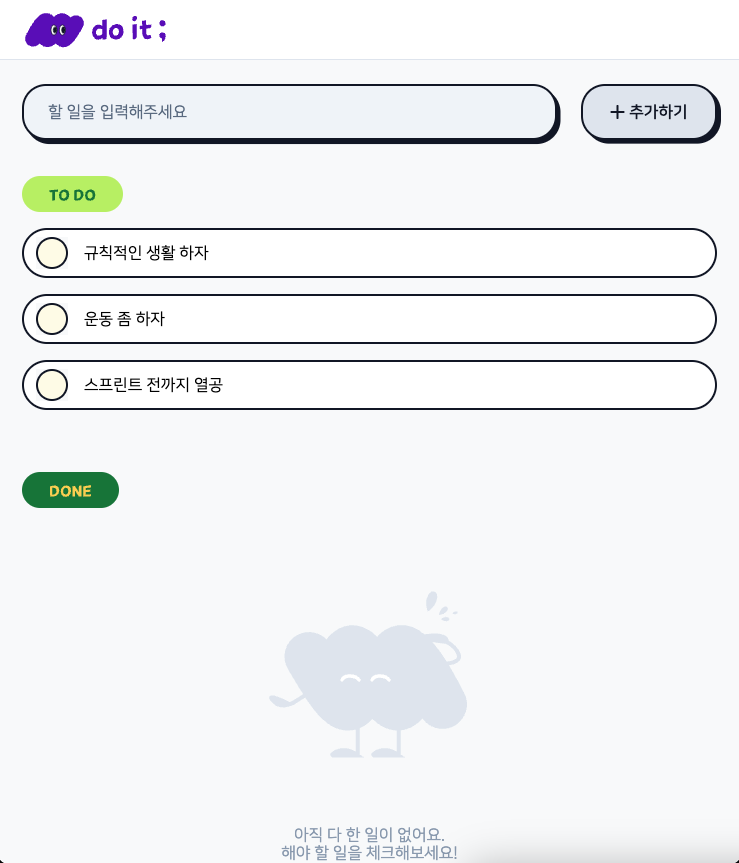 do it ;
할 일을 입력해주세요
+ 추가하기
TO DO
규칙적인 생활 하자
운동 좀 하자
스프린트 전까지 열공
DONE
아직 다 한 일이 없어요.
해야 할 일을 체크해보세요!